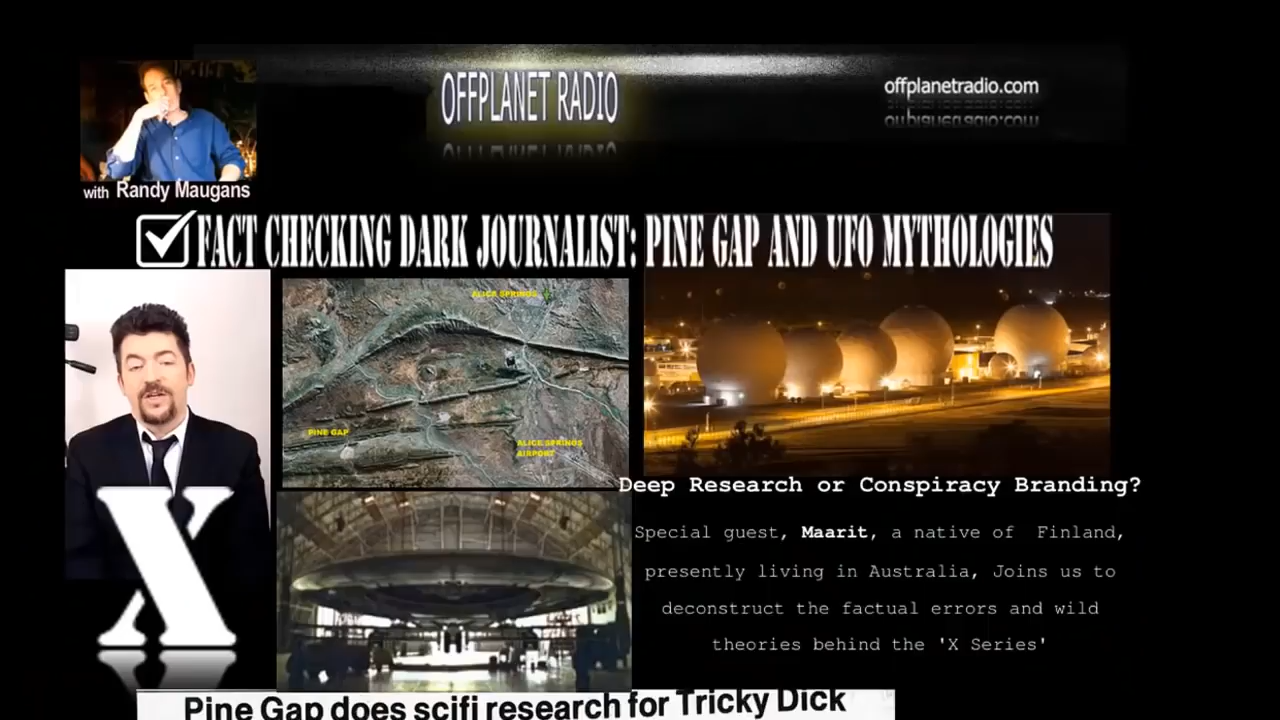 OFFPLANET RADIO
offplanetradio.com
with Randy Maugans
FACT CHECKING DARK JOURNALIST: PINE GAP AND UFO MYTHOLOGIES
ALICE SPRINGS
PINE GAP
ALICE SPRINGS
AIRPORT
X
Deep Research or Conspiracy Branding?
Special guest, Maarit, a native of Finland,
presently living in Australia, Joins us to
deconstruct the factual errors and wild
theories behind the 'X Series'
Pine Gap does scifi research for Tricky Dick